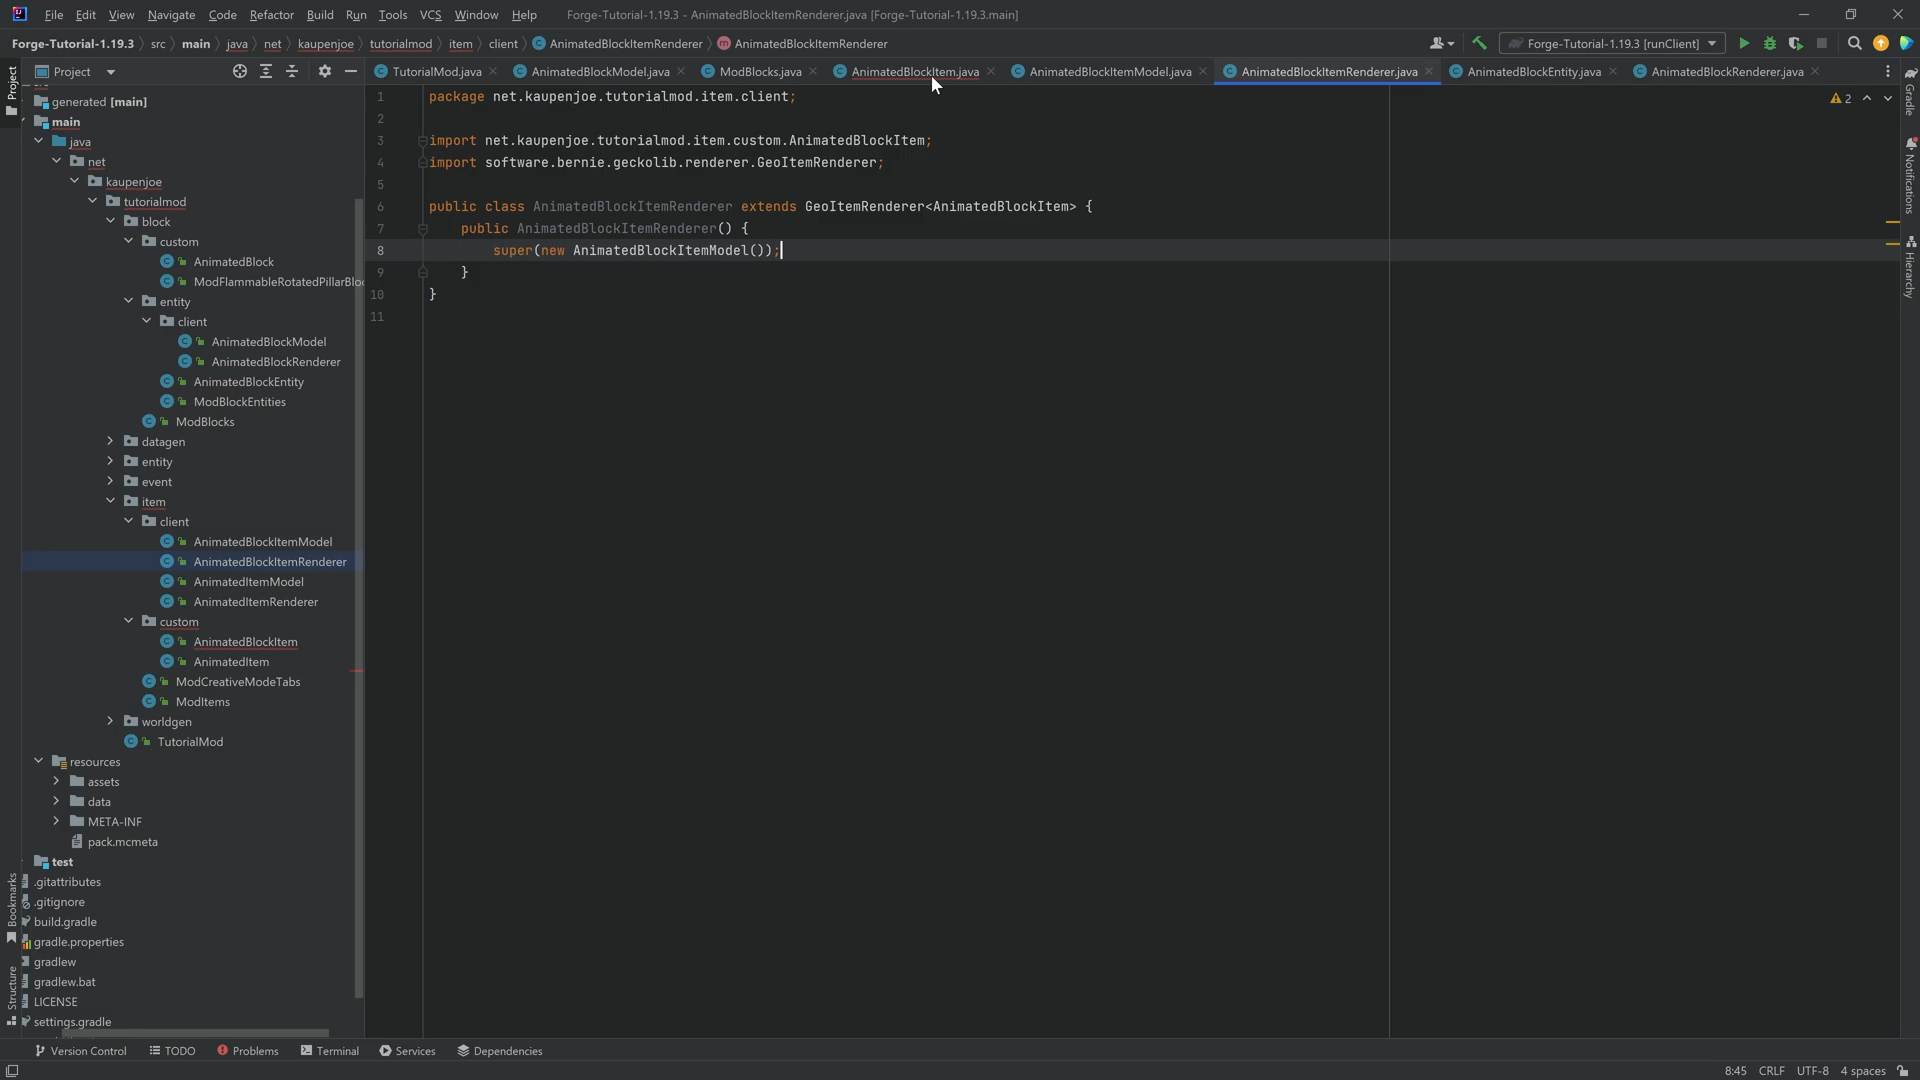 File Edit View Navigate Code Refactor Build Run Tools VCS Window Help Forge-Tutorial-1.19.3 - AnimatedBlockItemRenderer.java [Forge-Tutorial-1.19.3.main]
Forge-Tutorial-1.19.3 src main java net kaupenjoe tutorialmod item client AnimatedBlockItemRenderer AnimatedBlockItemRenderer
Forge-Tutorial-1.19.3 [runClient]
Project
TutorialMod.java AnimatedBlockModel.java ModBlocks.java AnimatedBlockItem.java AnimatedBlockItemModel.java AnimatedBlockItemRenderer.java AnimatedBlockEntity.java AnimatedBlockRenderer.java
Project
Bookmarks
Structure
generated [main]
main
java
net
kaupenjoe
tutorialmod
block
custom
AnimatedBlock
ModFlammableRotatedPillarBloc
entity
client
AnimatedBlockModel
AnimatedBlockRenderer
AnimatedBlockEntity
ModBlockEntities
ModBlocks
datagen
entity
event
item
client
AnimatedBlockItemModel
AnimatedBlockItemRenderer
AnimatedItemModel
AnimatedItemRenderer
custom
AnimatedBlockItem
AnimatedItem
ModCreativeModeTabs
ModItems
worldgen
TutorialMod
resources
assets
data
META-INF
pack.mcmeta
test
.gitattributes
.gitignore
build.gradle
gradle.properties
gradlew
gradlew.bat
LICENSE
settings.gradle
1 package net.kaupenjoe.tutorialmod.item.client;
2
3 import net.kaupenjoe.tutorialmod.item.custom.AnimatedBlockItem;
4 import software.bernie.geckolib.renderer.GeoItemRenderer;
5
6 public class AnimatedBlockItemRenderer extends GeoItemRenderer<AnimatedBlockItem> {
7 public AnimatedBlockItemRenderer() {
8 super(new AnimatedBlockItemModel());
9 }
10 }
11
2
Gradle
Notifications
Hierarchy
Version Control TODO Problems Terminal Services Dependencies
8:45 CRLF UTF-8 4 spaces